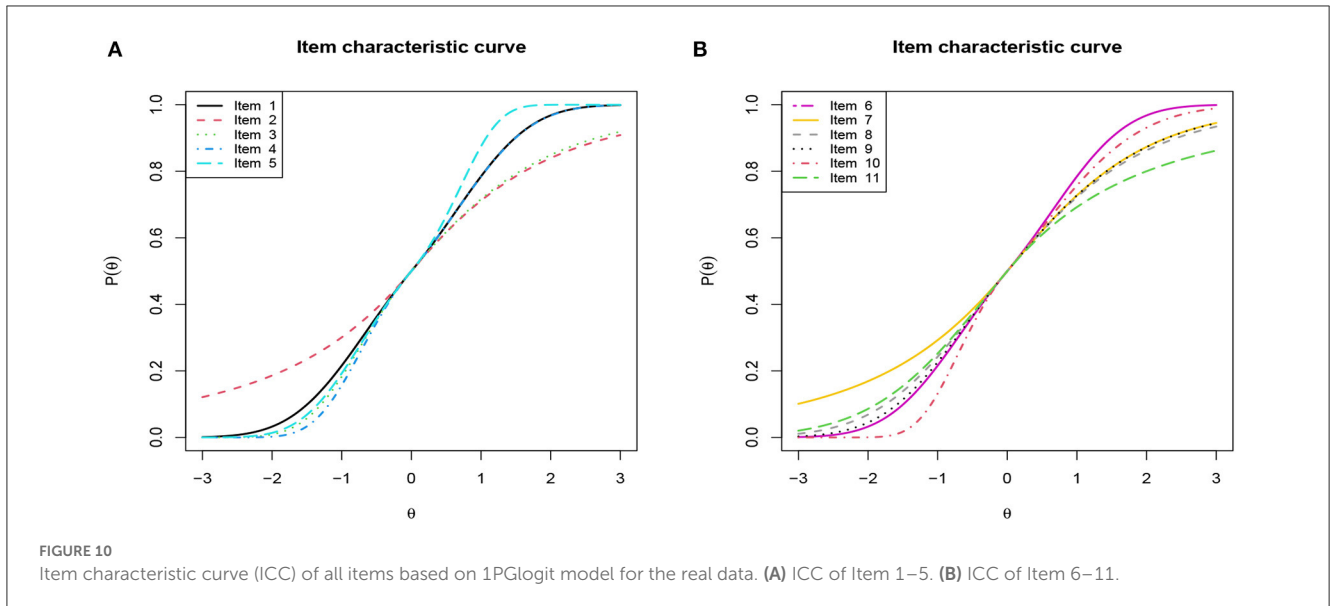 A
Item characteristic curve
Item 1
Item 2
Item 3
Item 4
Item 5
P(θ)
1.0
0.8
0.6
0.4
0.2
0.0
−3 −2 −1 0 1 2 3
θ
B
Item characteristic curve
Item 6
Item 7
Item 8
Item 9
Item 10
Item 11
P(θ)
1.0
0.8
0.6
0.4
0.2
0.0
−3 −2 −1 0 1 2 3
θ
FIGURE 10
Item characteristic curve (ICC) of all items based on 1PGlogit model for the real data. (A) ICC of Item 1–5. (B) ICC of Item 6–11.